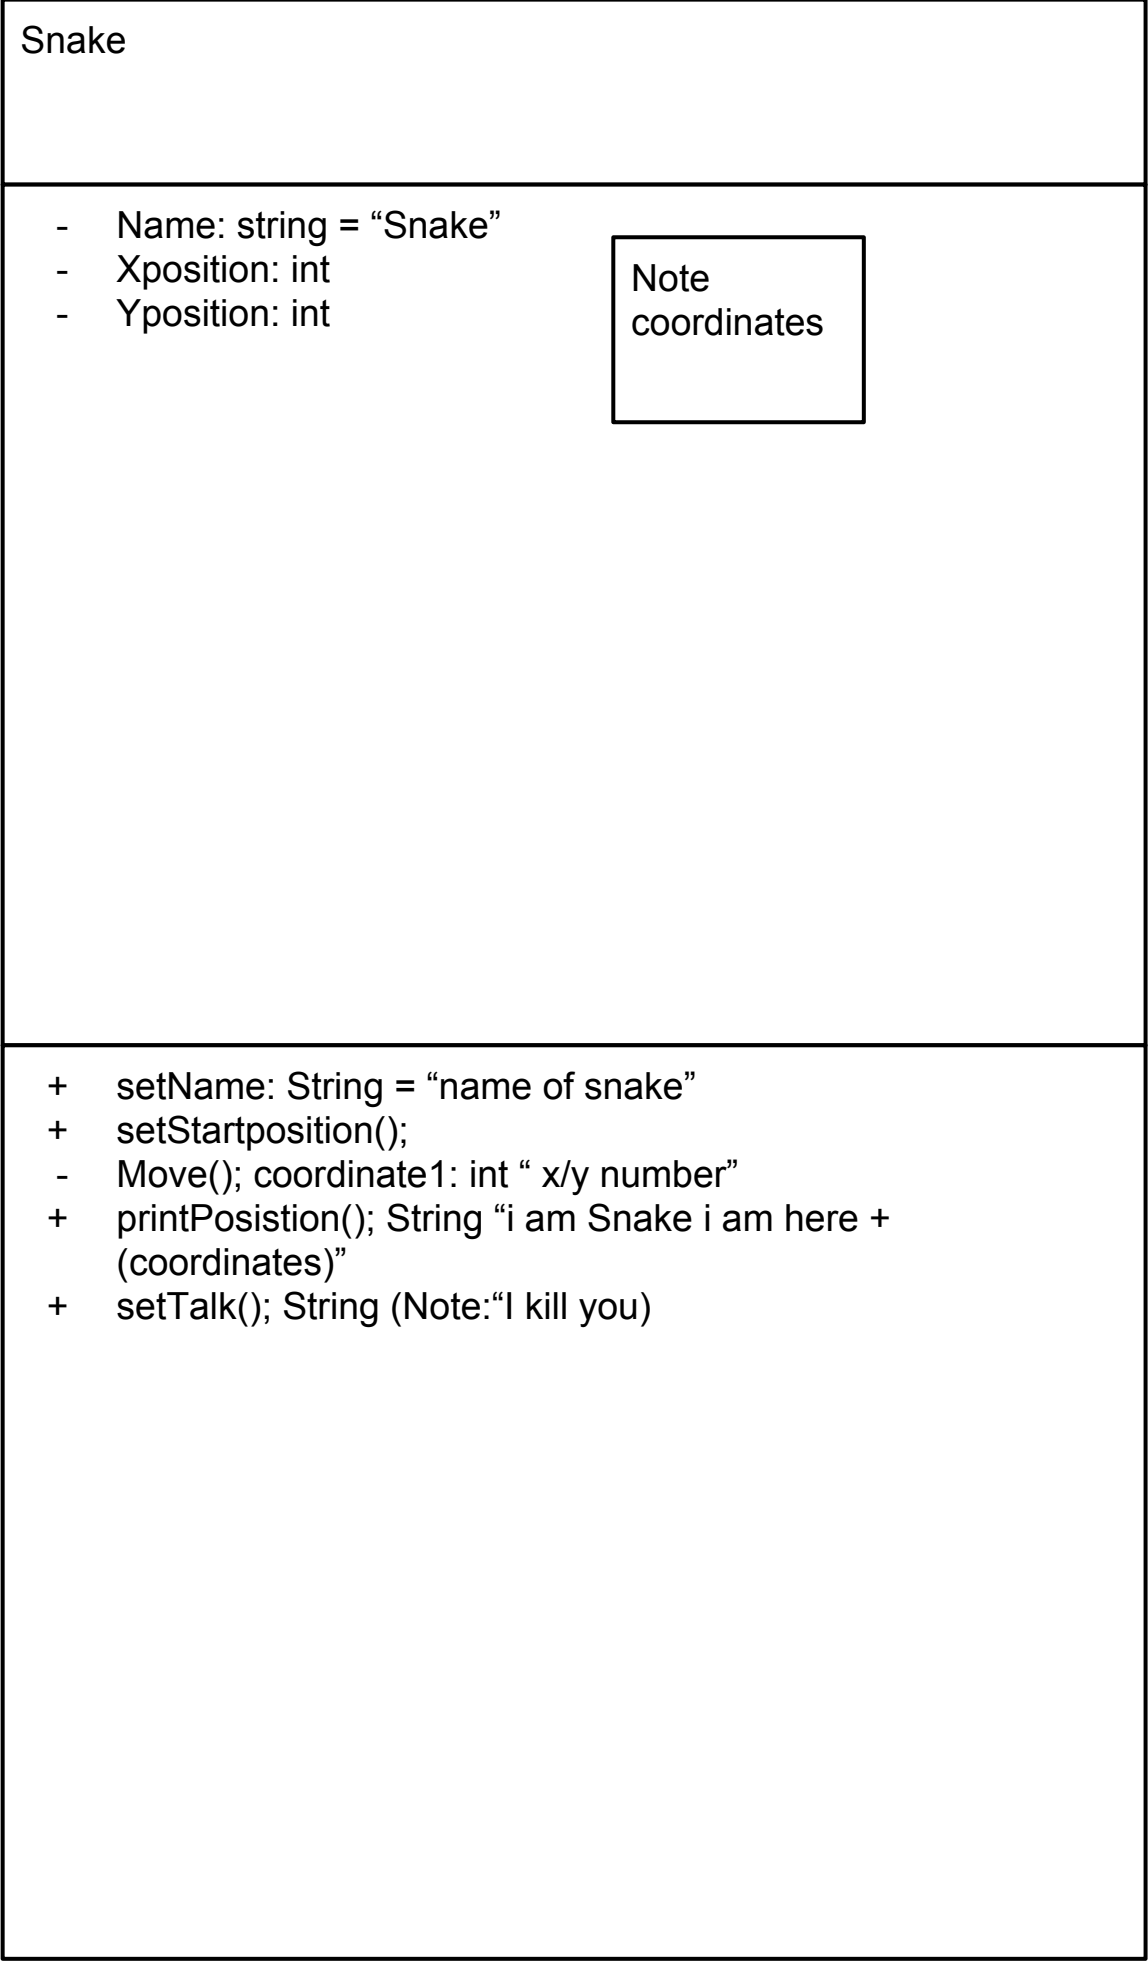 Snake
- Name: string = “Snake”
- Xposition: int
- Yposition: int
Note
coordinates
+ setName: String = “name of snake”
+ setStartposition();
- Move(); coordinate1: int “ x/y number”
+ printPosistion(); String “i am Snake i am here +
(coordinates)”
+ setTalk(); String (Note:“I kill you)